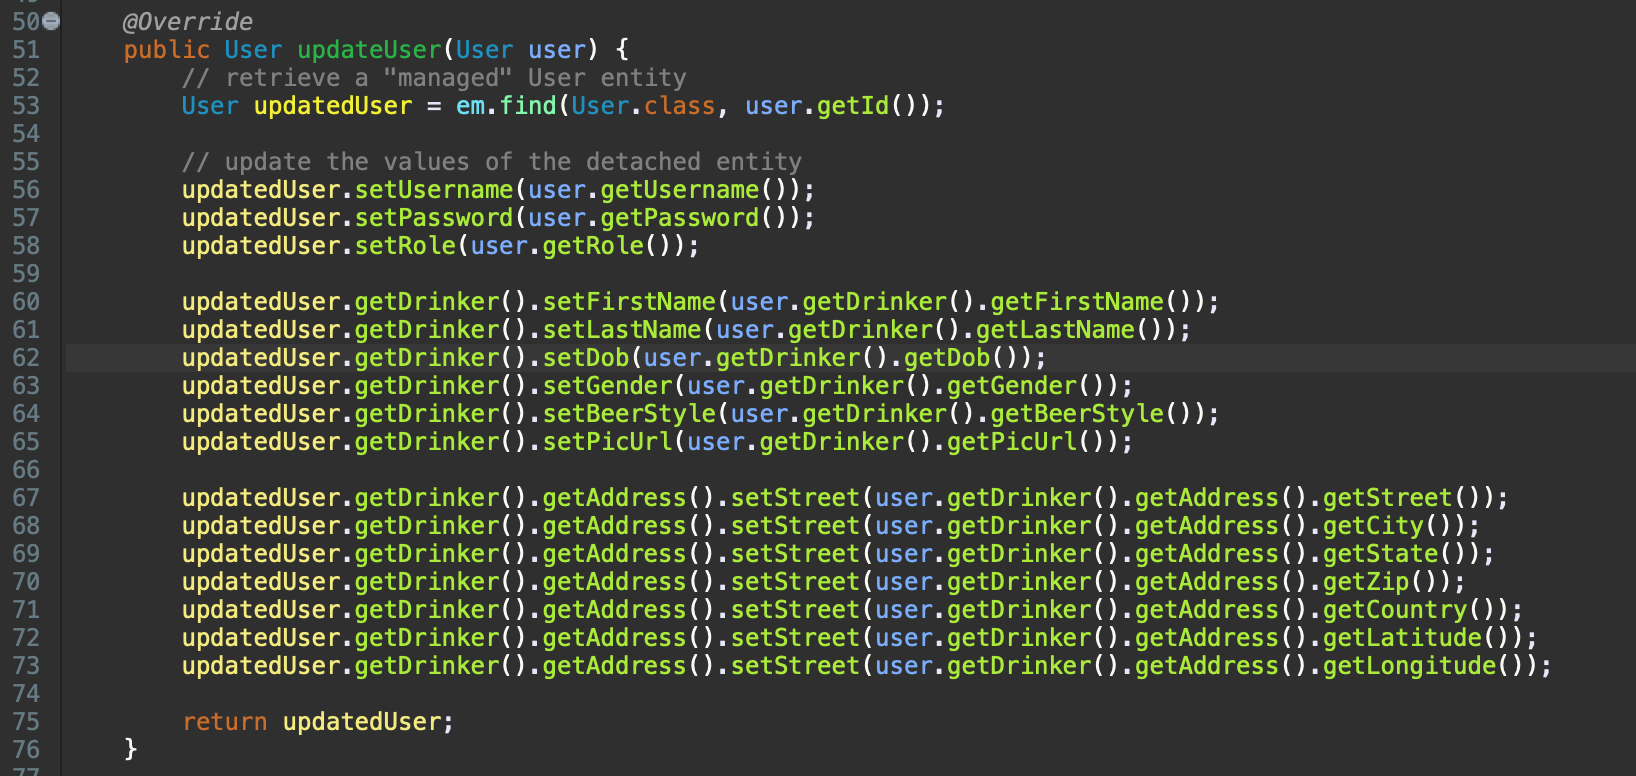 50 @Override
51 public User updateUser(User user) {
52 // retrieve a "managed" User entity
53 User updatedUser = em.find(User.class, user.getId());
54
55 // update the values of the detached entity
56 updatedUser.setUsername(user.getUsername());
57 updatedUser.setPassword(user.getPassword());
58 updatedUser.setRole(user.getRole());
59
60 updatedUser.getDrinker().setFirstName(user.getDrinker().getFirstName());
61 updatedUser.getDrinker().setLastName(user.getDrinker().getLastName());
62 updatedUser.getDrinker().setDob(user.getDrinker().getDob());
63 updatedUser.getDrinker().setGender(user.getDrinker().getGender());
64 updatedUser.getDrinker().setBeerStyle(user.getDrinker().getBeerStyle());
65 updatedUser.getDrinker().setPicUrl(user.getDrinker().getPicUrl());
66
67 updatedUser.getDrinker().getAddress().setStreet(user.getDrinker().getAddress().getStreet());
68 updatedUser.getDrinker().getAddress().setStreet(user.getDrinker().getAddress().getCity());
69 updatedUser.getDrinker().getAddress().setStreet(user.getDrinker().getAddress().getState());
70 updatedUser.getDrinker().getAddress().setStreet(user.getDrinker().getAddress().getZip());
71 updatedUser.getDrinker().getAddress().setStreet(user.getDrinker().getAddress().getCountry());
72 updatedUser.getDrinker().getAddress().setStreet(user.getDrinker().getAddress().getLatitude());
73 updatedUser.getDrinker().getAddress().setStreet(user.getDrinker().getAddress().getLongitude());
74
75 return updatedUser;
76 }
77